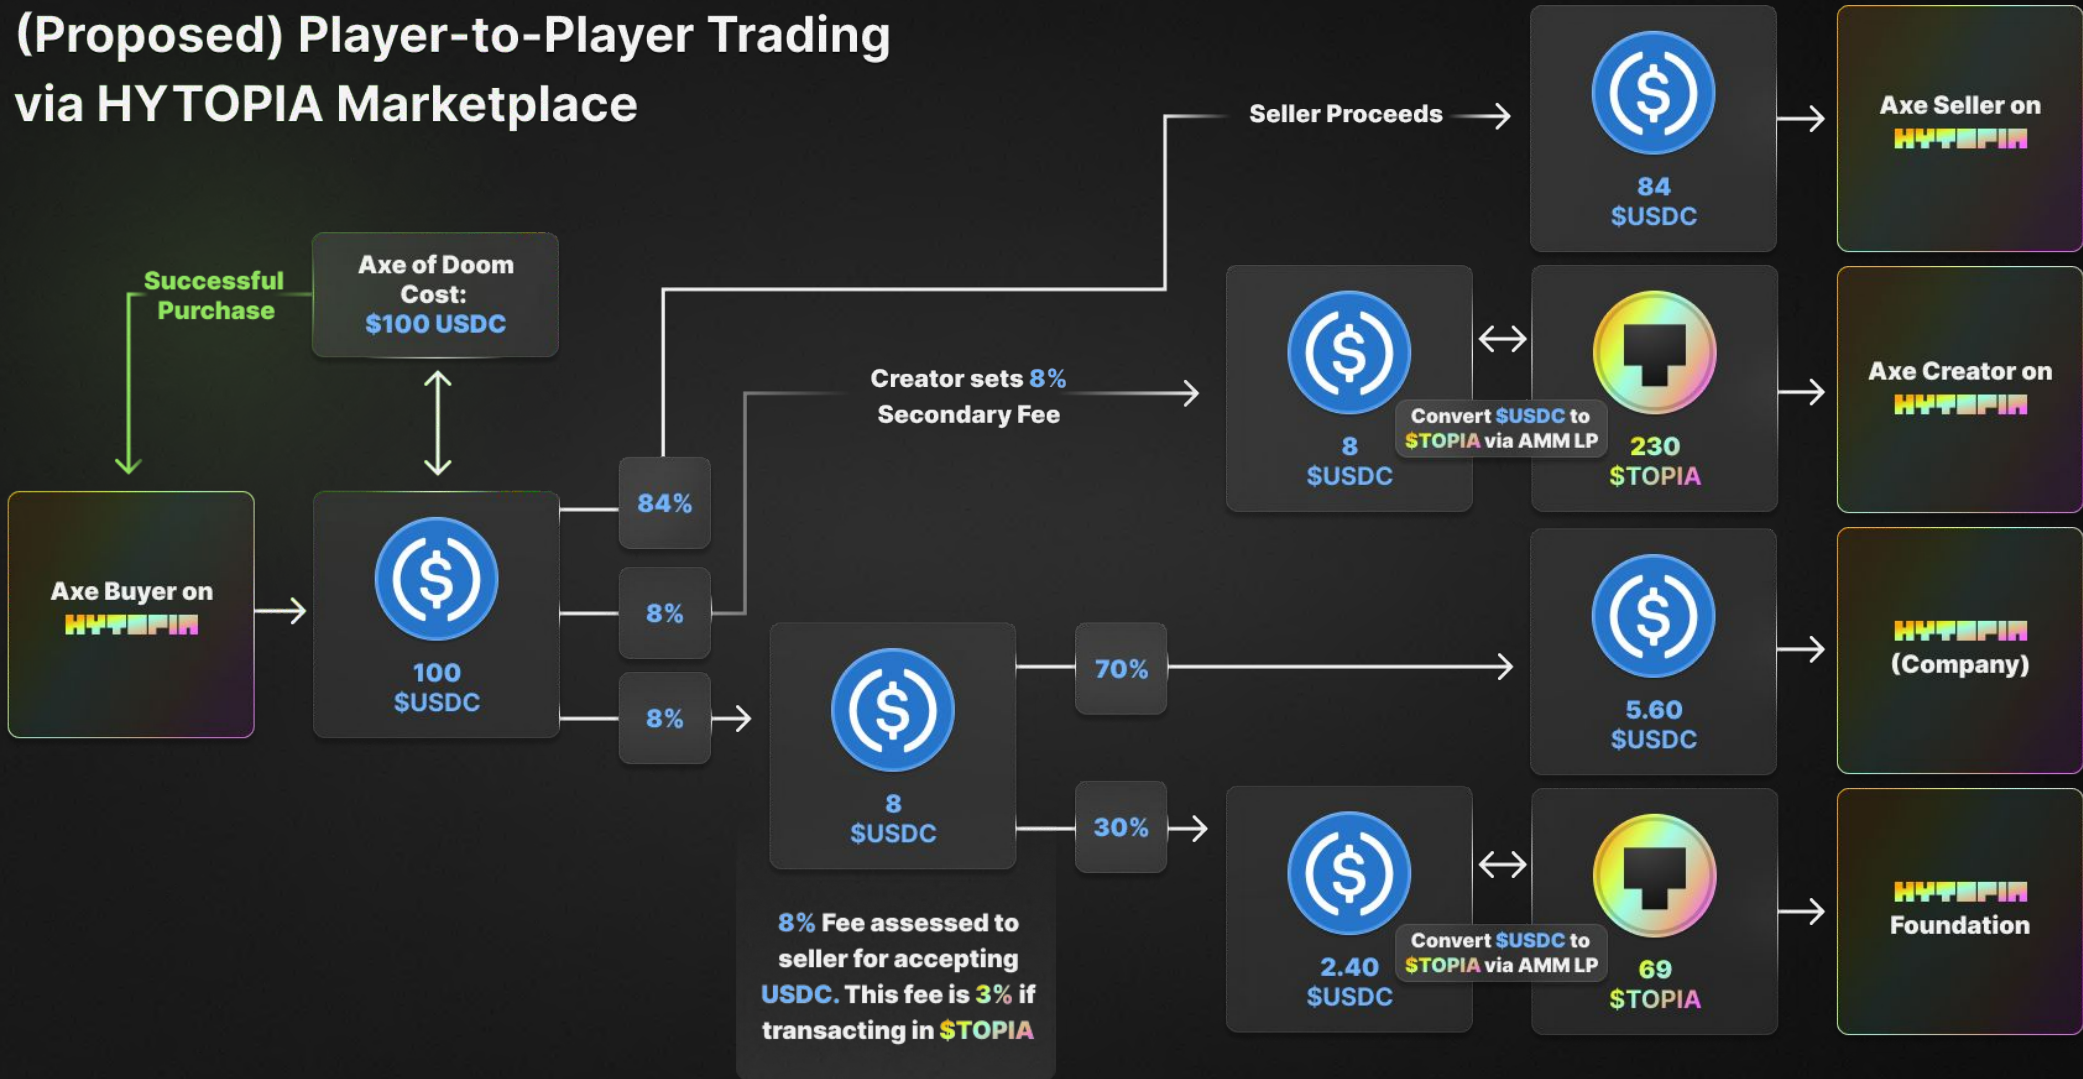 (Proposed) Player-to-Player Trading
via HYTOPIA Marketplace
Successful
Purchase
Axe of Doom
Cost:
$100 USDC
Axe Buyer on
HYTOPIA
100
$USDC
84%
8%
8%
Seller Proceeds
84
$USDC
Axe Seller on
HYTOPIA
Creator sets 8%
Secondary Fee
8
$USDC
Convert $USDC to
$TOPIA via AMM LP
230
$TOPIA
Axe Creator on
HYTOPIA
8
$USDC
8% Fee assessed to
seller for accepting
USDC. This fee is 3% if
transacting in $TOPIA
70%
5.60
$USDC
HYTOPIA
(Company)
30%
2.40
$USDC
Convert $USDC to
$TOPIA via AMM LP
69
$TOPIA
HYTOPIA
Foundation